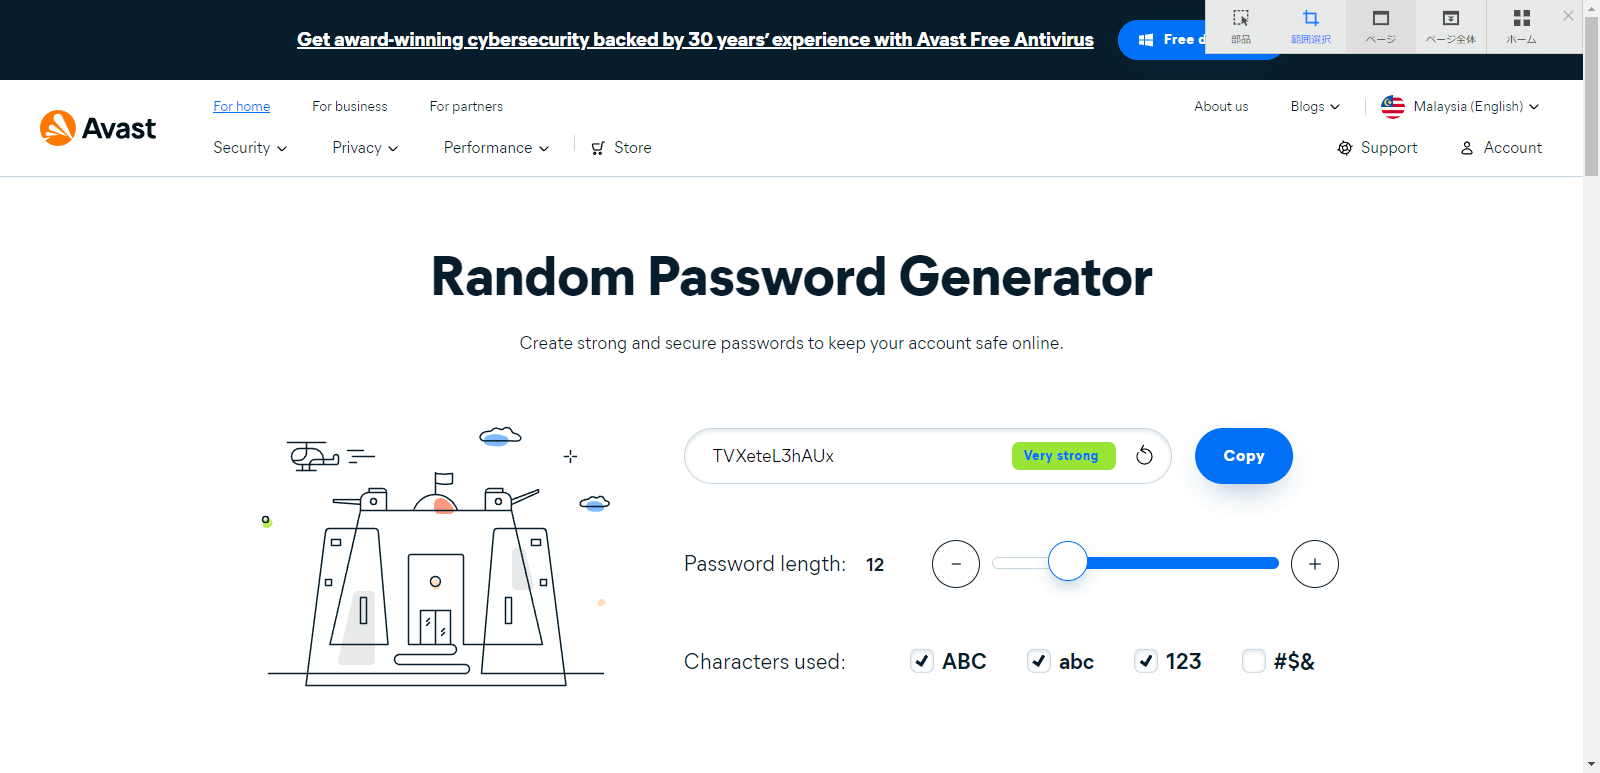 Get award-winning cybersecurity backed by 30 years' experience with Avast Free Antivirus
Free
部品
範囲選択
ページ
ページ全体
ホーム
Avast
For home
For business
For partners
About us
Blogs
Malaysia (English)
Security
Privacy
Performance
Store
Support
Account
Random Password Generator
Create strong and secure passwords to keep your account safe online.
TVXeteL3hAUx
Very strong
Copy
Password length: 12
Characters used:
ABC
abc
123
#$&